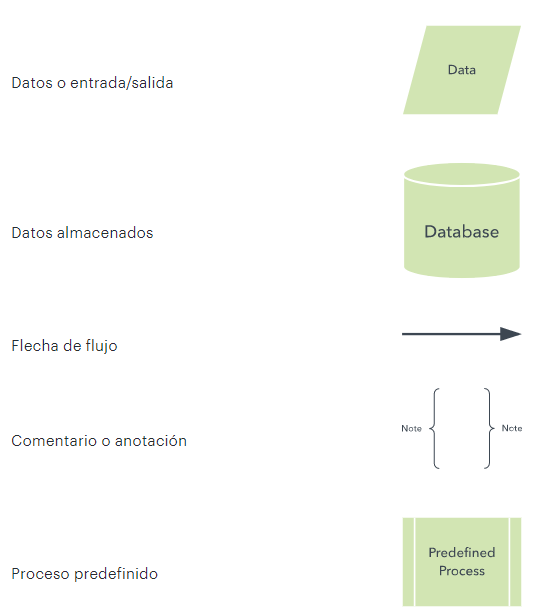 Datos o entrada/salida
Data
Datos almacenados
Database
Flecha de flujo
Comentario o anotación
Note
Note
Proceso predefinido
Predefined
Process